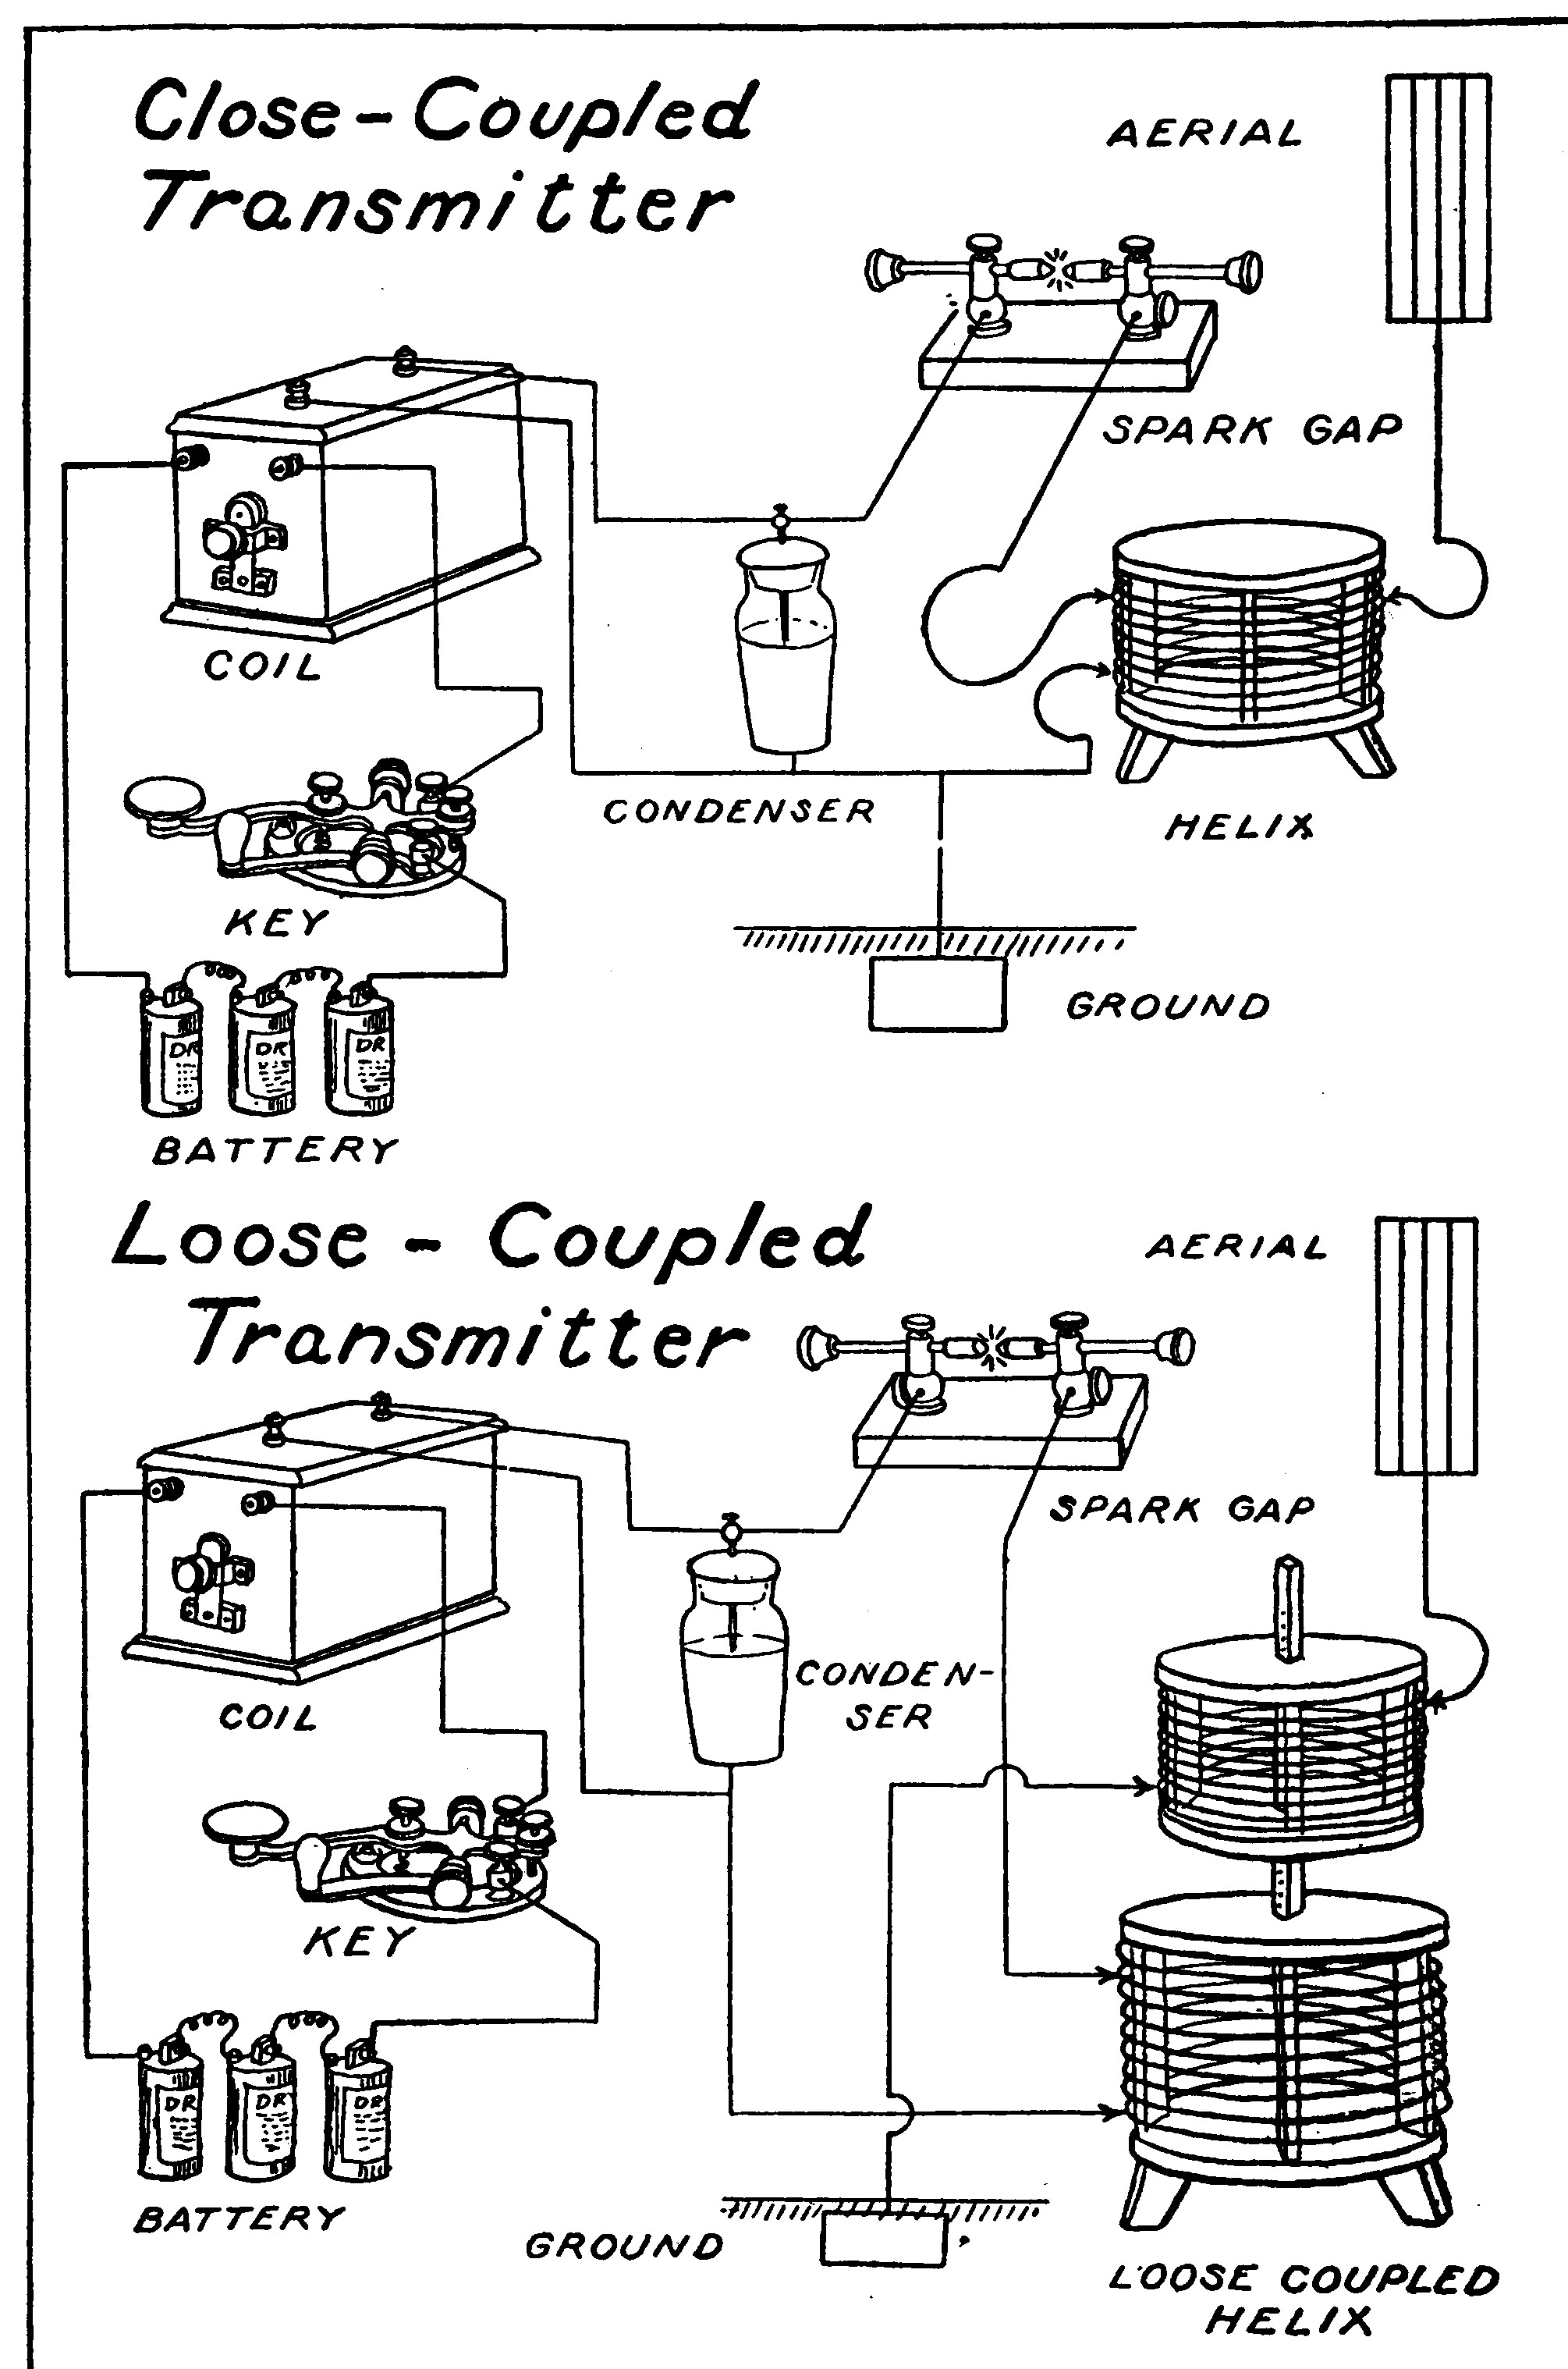 Close-Coupled
Transmitter
AERIAL
SPARK GAP
COIL
CONDENSER
HELIX
KEY
GROUND
DR
DR
DR
BATTERY
Loose-Coupled
Transmitter
AERIAL
SPARK GAP
CONDEN-
SER
COIL
KEY
DR
DR
DR
BATTERY
GROUND
LOOSE COUPLED
HELIX